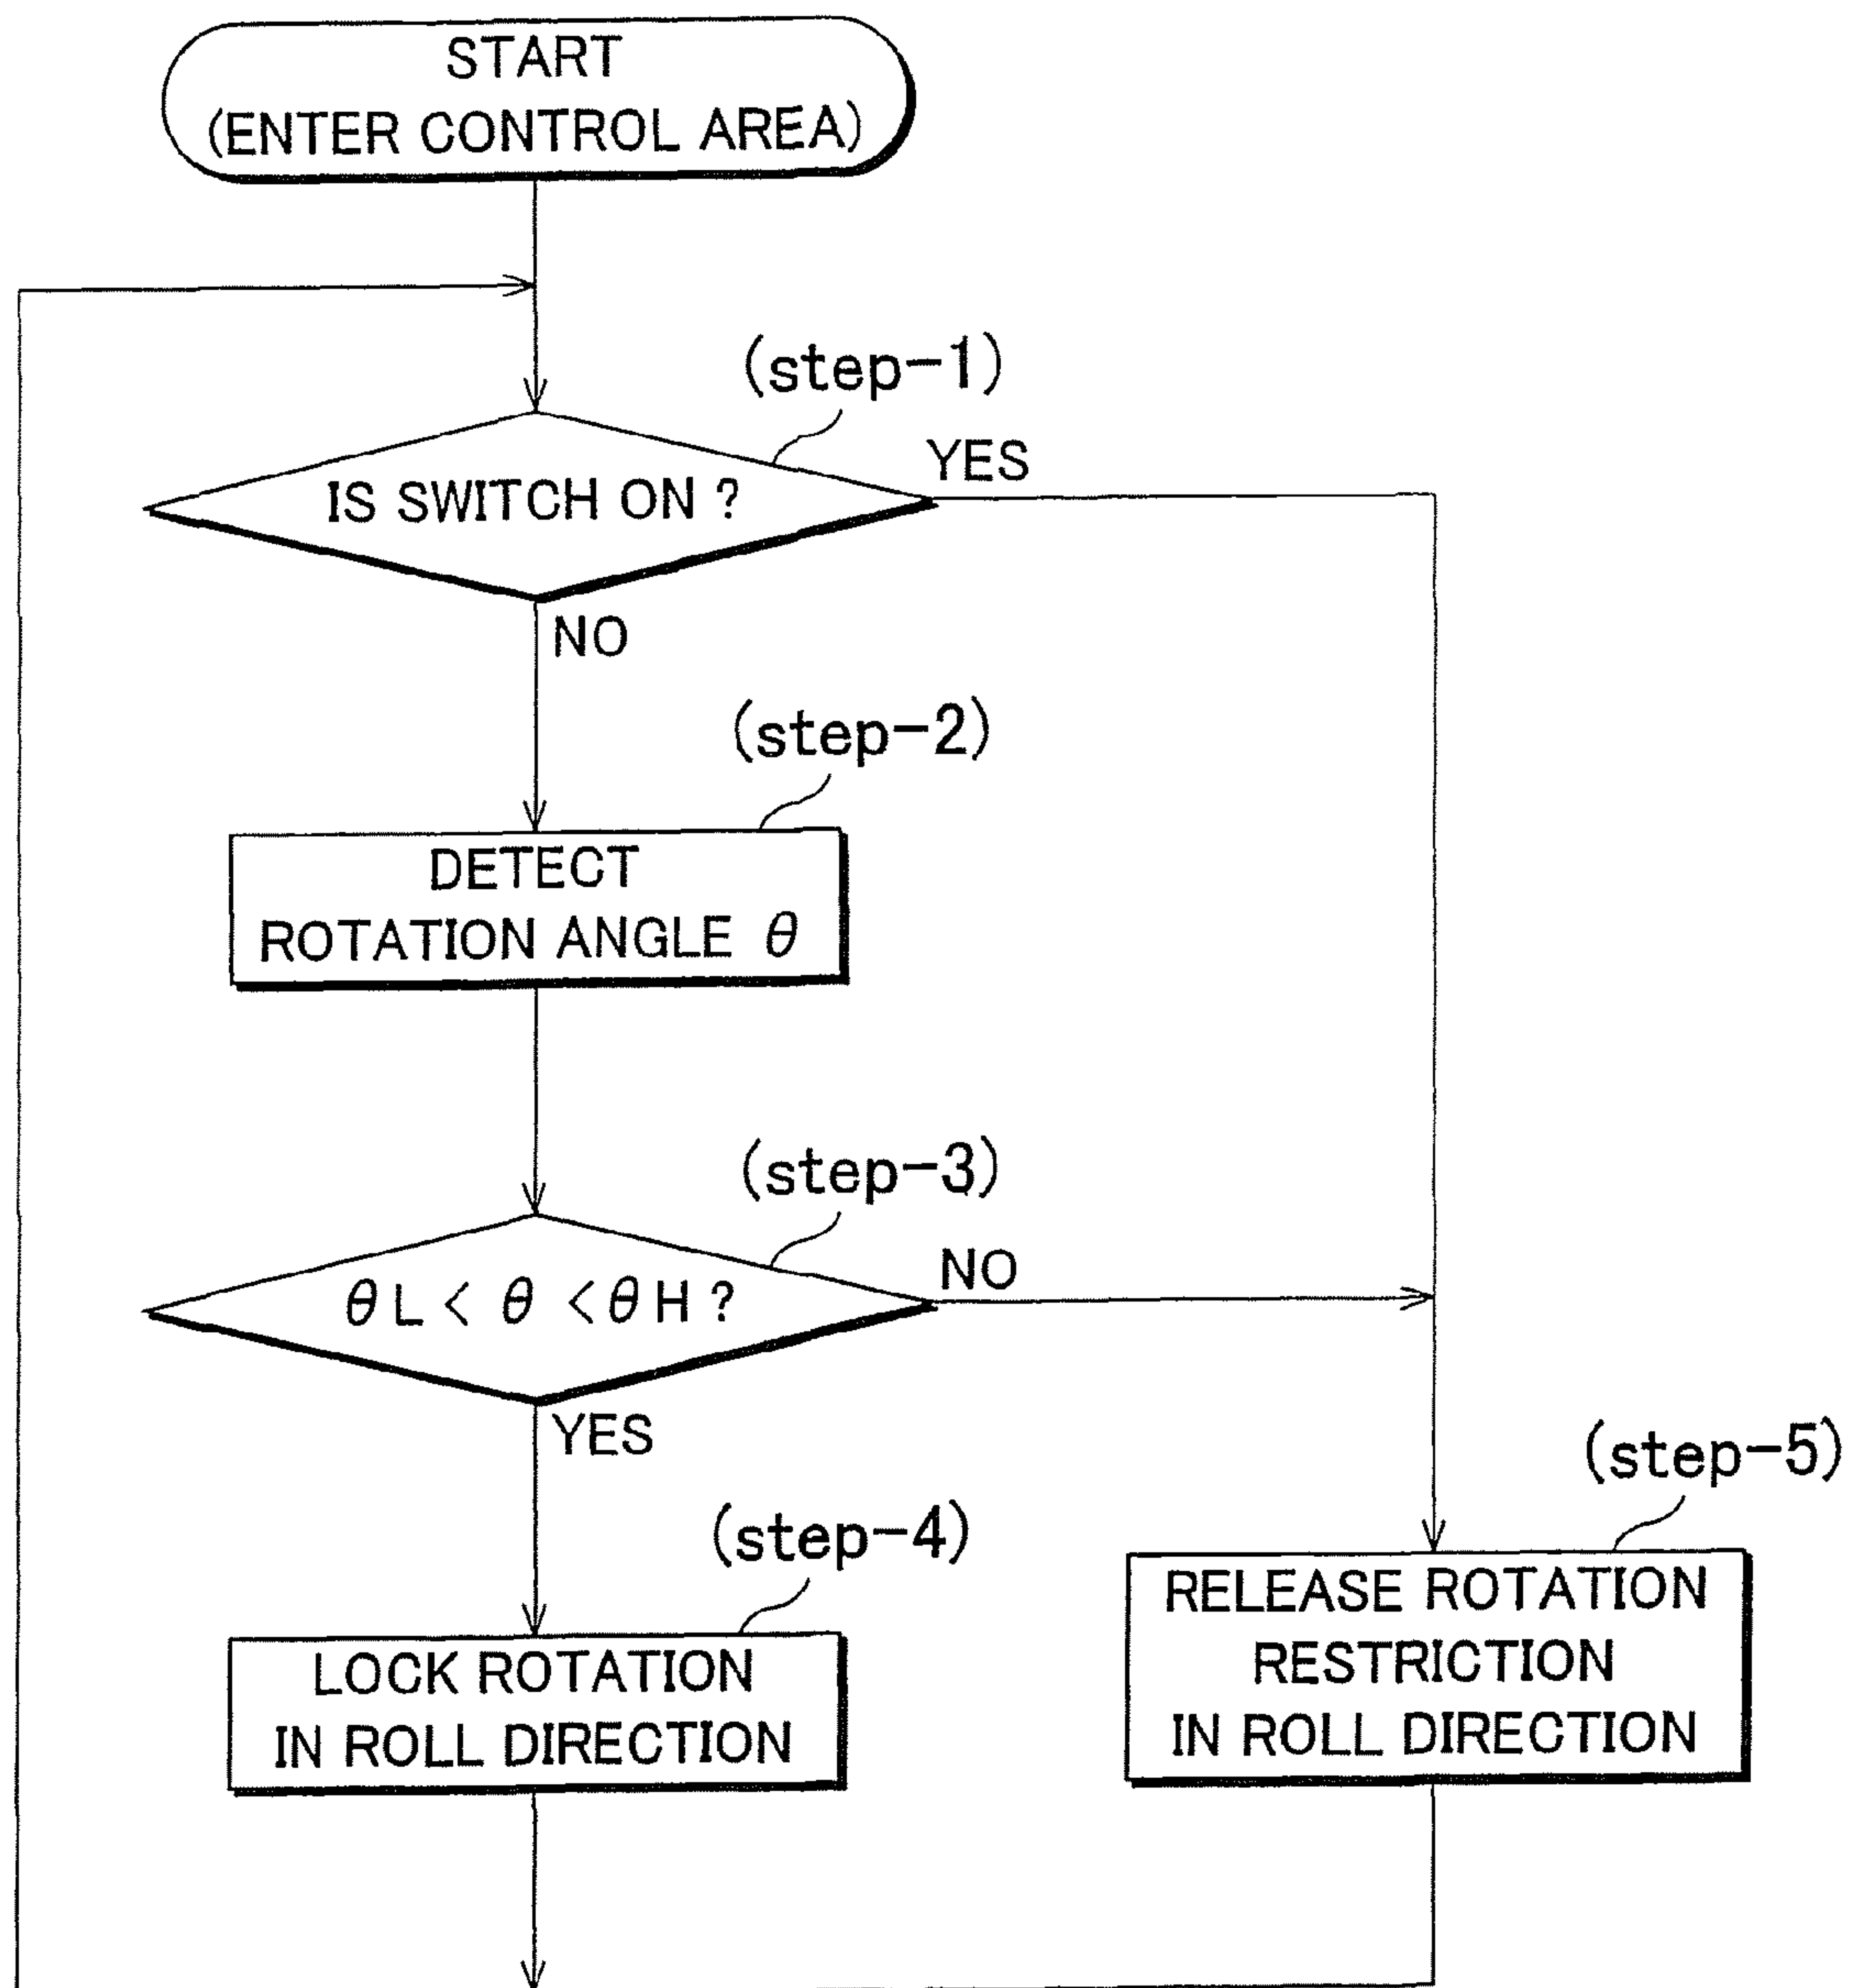 START
(ENTER CONTROL AREA)
(step-1)
IS SWITCH ON ?
YES
NO
(step-2)
DETECT
ROTATION ANGLE θ
(step-3)
θL < θ < θH ?
NO
YES
(step-4)
LOCK ROTATION
IN ROLL DIRECTION
(step-5)
RELEASE ROTATION
RESTRICTION
IN ROLL DIRECTION